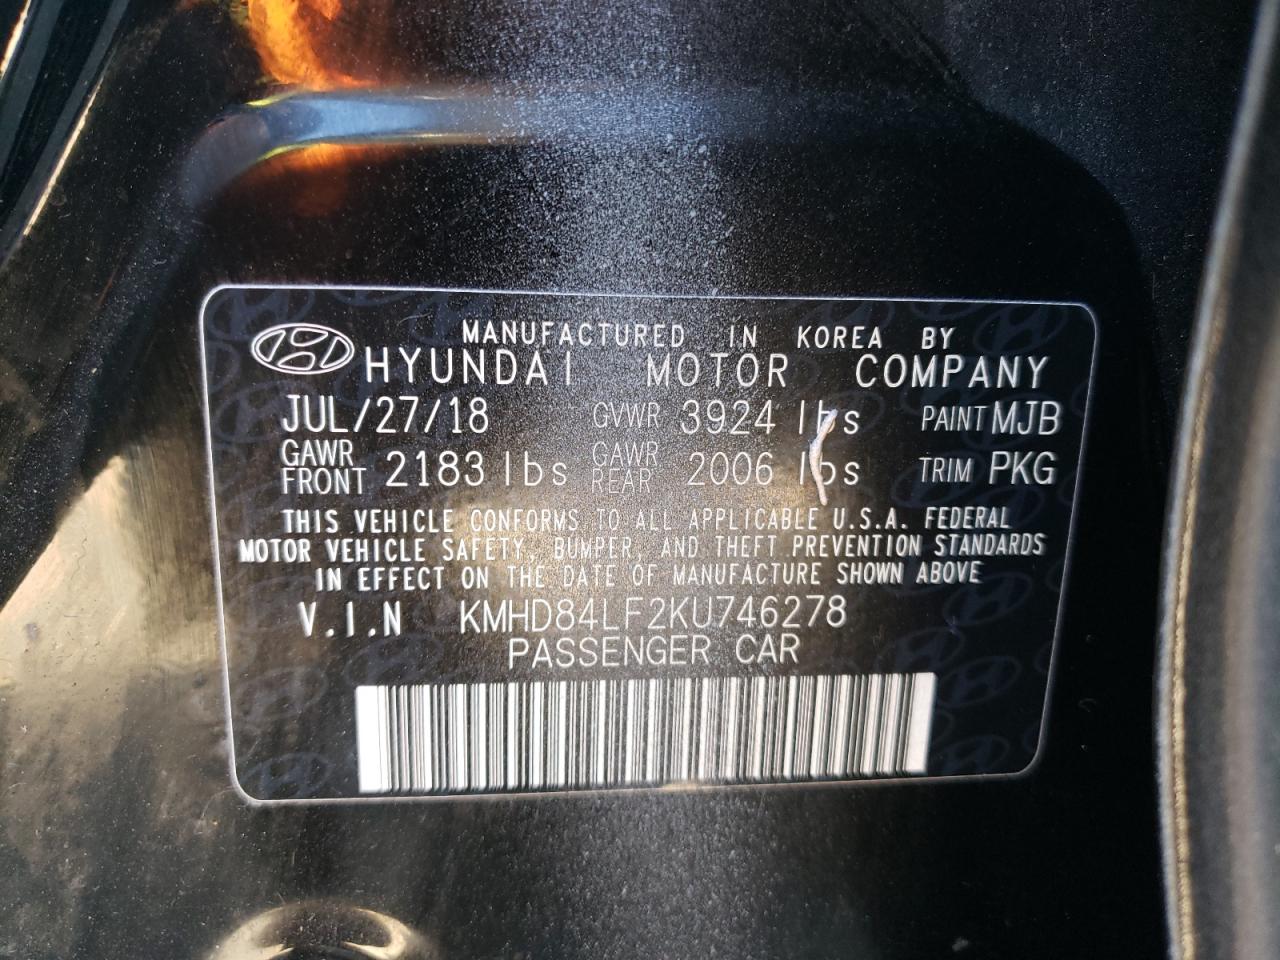 MANUFACTURED IN KOREA BY
HYUNDAI MOTOR COMPANY
JUL/27/18 GVWR 3924 lbs PAINT MJB
GAWR FRONT 2183 lbs GAWR REAR 2006 lbs TRIM PKG
THIS VEHICLE CONFORMS TO ALL APPLICABLE U.S.A. FEDERAL
MOTOR VEHICLE SAFETY, BUMPER, AND THEFT PREVENTION STANDARDS
IN EFFECT ON THE DATE OF MANUFACTURE SHOWN ABOVE
V.I.N KMHD84LF2KU746278
PASSENGER CAR